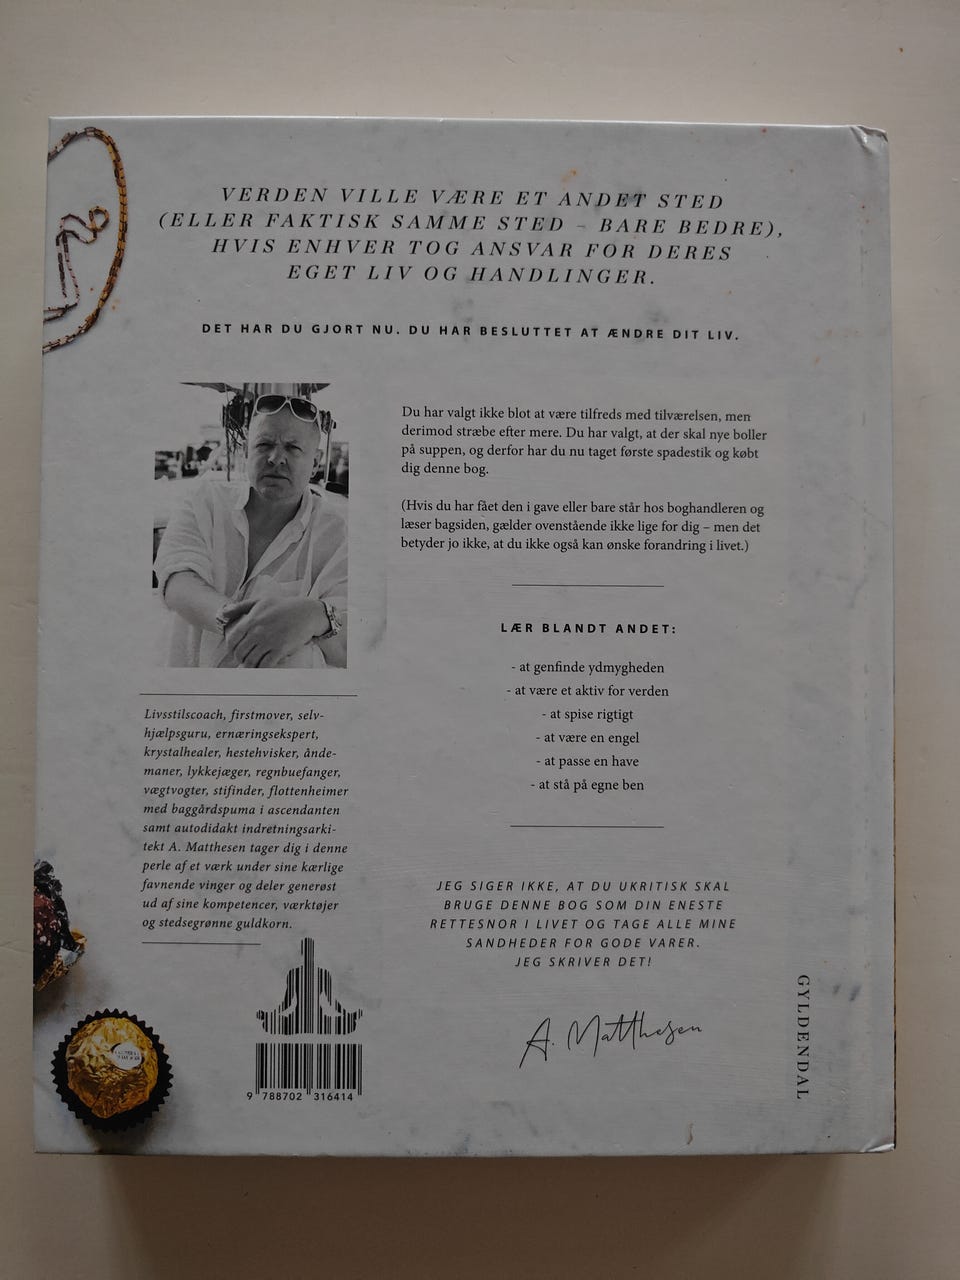 VERDEN VILLE VÆRE ET ANDET STED
(ELLER FAKTISK SAMME STED – BARE BEDRE),
HVIS ENHVER TOG ANSVAR FOR DERES
EGET LIV OG HANDLINGER.
DET HAR DU GJORT NU. DU HAR BESLUTTET AT ÆNDRE DIT LIV.
Du har valgt ikke blot at være tilfreds med tilværelsen, men
derimod stræbe efter mere. Du har valgt, at der skal nye boller
på suppen, og derfor har du nu taget første spadestik og købt
dig denne bog.
(Hvis du har fået den i gave eller bare står hos boghandleren og
læser bagsiden, gælder ovenstående ikke lige for dig – men det
betyder jo ikke, at du ikke også kan ønske forandring i livet.)
LÆR BLANDT ANDET:
- at genfinde ydmygheden
- at være et aktiv for verden
- at spise rigtigt
- at være en engel
- at passe en have
- at stå på egne ben
Livsstilscoach, firstmover, selv-
hjælpsguru, ernæringsekspert,
krystalhealer, hestehvisker, ånde-
maner, lykkejæger, regnbuefanger,
vægtvogter, stifinder, flottenheimer
med baggårdspuma i ascendanten
samt autodidakt indretningsarki-
tekt A. Matthesen tager dig i denne
perle af et værk under sine kærlige
favnende vinger og deler generøst
ud af sine kompetencer, værktøjer
og stedsegrønne guldkorn.
JEG SIGER IKKE, AT DU UKRITISK SKAL
BRUGE DENNE BOG SOM DIN ENESTE
RETTESNOR I LIVET OG TAGE ALLE MINE
SANDHEDER FOR GODE VARER.
JEG SKRIVER DET!
A. Matthesen
GYLDENDAL
9 788702 316414